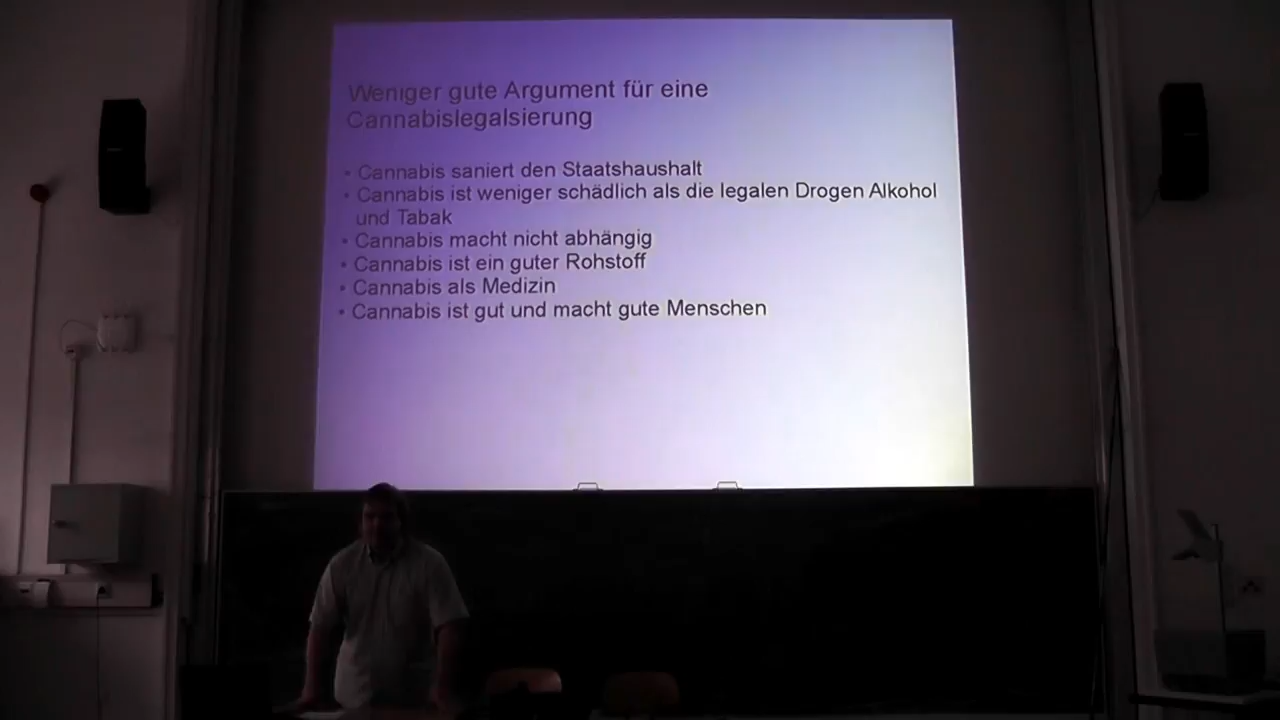 Weniger gute Argument für eine
Cannabislegalsierung
• Cannabis saniert den Staatshaushalt
• Cannabis ist weniger schädlich als die legalen Drogen Alkohol
und Tabak
• Cannabis macht nicht abhängig
• Cannabis ist ein guter Rohstoff
• Cannabis als Medizin
• Cannabis ist gut und macht gute Menschen